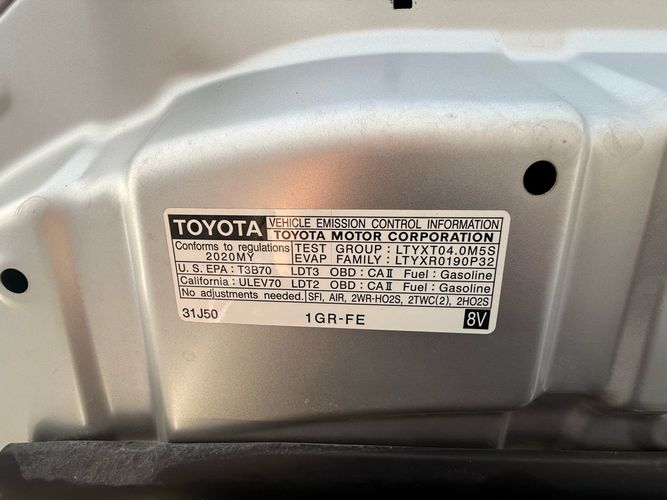 TOYOTA VEHICLE EMISSION CONTROL INFORMATION
TOYOTA MOTOR CORPORATION
Conforms to regulations TEST GROUP : LTYXT04.0M5S
2020MY EVAP FAMILY : LTYXR0190P32
U.S. EPA : T3B70 LDT3 OBD : CAII Fuel : Gasoline
California : ULEV70 LDT2 OBD : CAII Fuel : Gasoline
No adjustments needed. SFI, AIR, 2WR-HO2S, 2TWC(2), 2HO2S
31J50 1GR-FE 8V